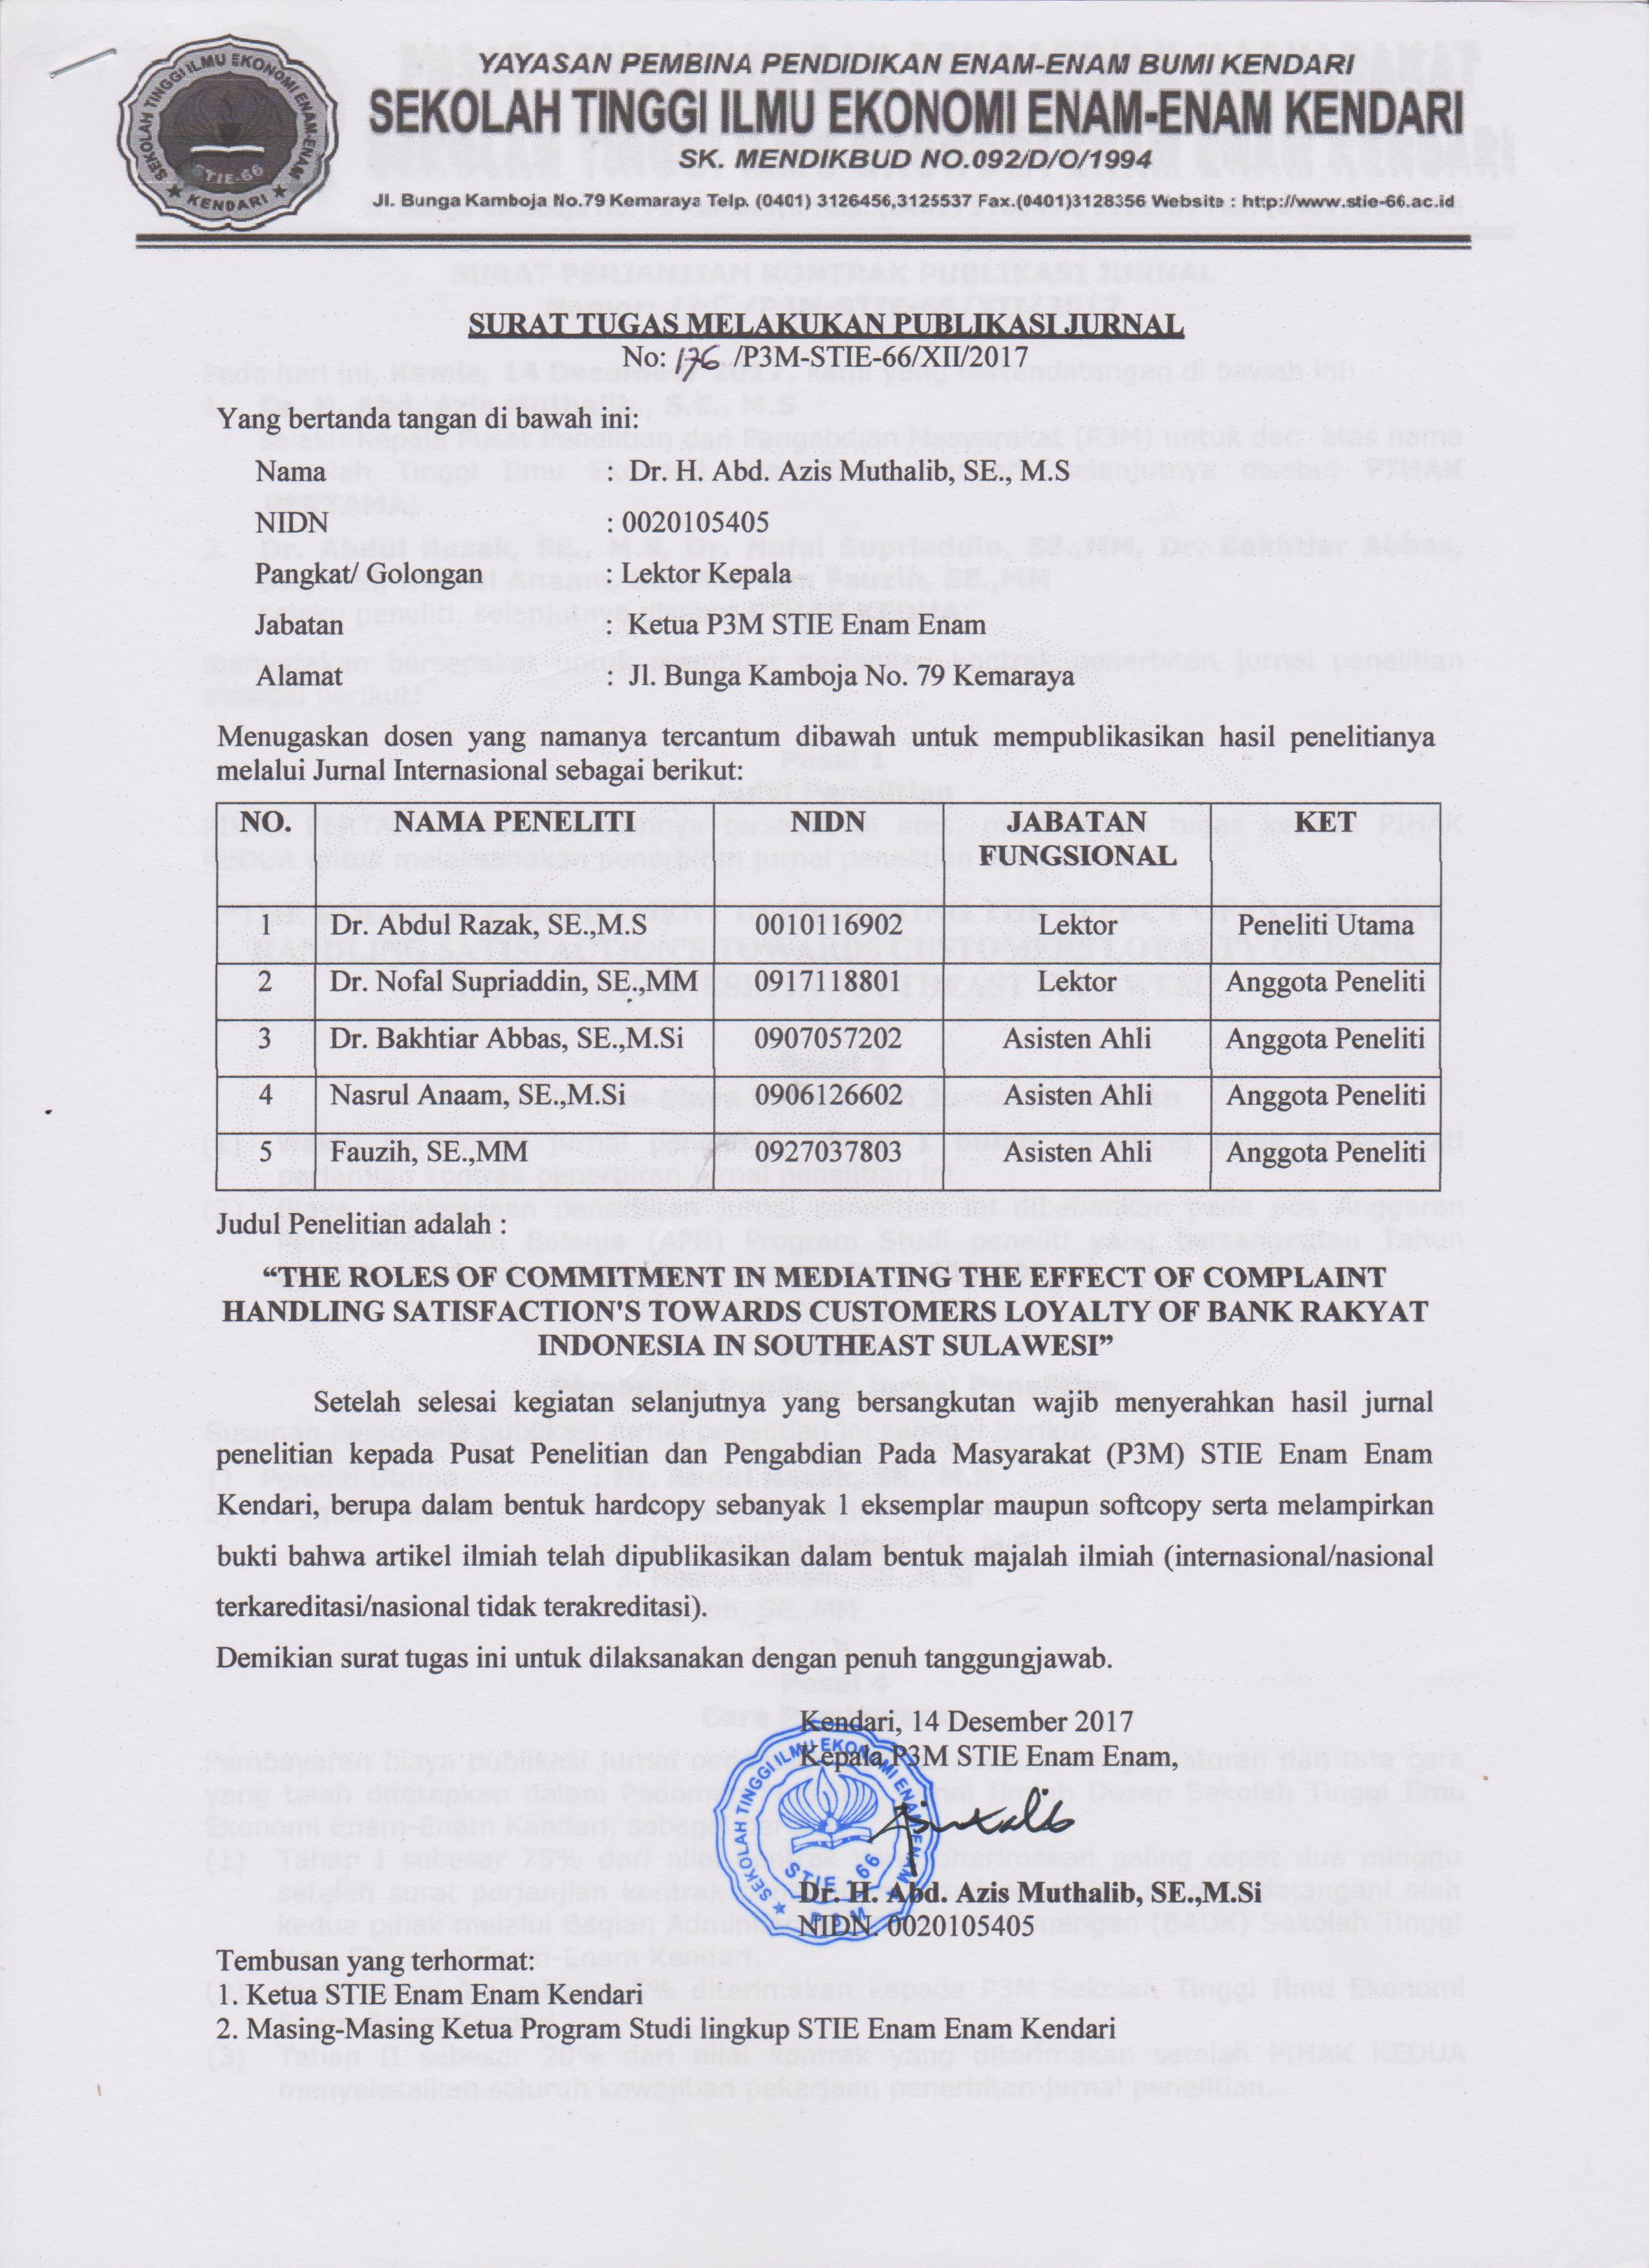 YAYASAN PEMBINA PENDIDIKAN ENAM-ENAM BUMI KENDARI
SEKOLAH TINGGI ILMU EKONOMI ENAM-ENAM KENDARI
SK. MENDIKBUD NO.092/D/O/1994
Jl. Bunga Kamboja No.79 Kemaraya Telp. (0401) 3126456,3125537 Fax.(0401)3128356 Website : http://www.stie-66.ac.id
SEKOLAH TINGGI ILMU EKONOMI ENAM-ENAM
STIE-66
KENDARI
SURAT TUGAS MELAKUKAN PUBLIKASI JURNAL
No: 176 /P3M-STIE-66/XII/2017
Yang bertanda tangan di bawah ini:
Nama : Dr. H. Abd. Azis Muthalib, SE., M.S
NIDN : 0020105405
Pangkat/ Golongan : Lektor Kepala
Jabatan : Ketua P3M STIE Enam Enam
Alamat : Jl. Bunga Kamboja No. 79 Kemaraya
Menugaskan dosen yang namanya tercantum dibawah untuk mempublikasikan hasil penelitianya
melalui Jurnal Internasional sebagai berikut:
NO. NAMA PENELITI NIDN JABATAN FUNGSIONAL KET
1 Dr. Abdul Razak, SE.,M.S 0010116902 Lektor Peneliti Utama
2 Dr. Nofal Supriaddin, SE.,MM 0917118801 Lektor Anggota Peneliti
3 Dr. Bakhtiar Abbas, SE.,M.Si 0907057202 Asisten Ahli Anggota Peneliti
4 Nasrul Anaam, SE.,M.Si 0906126602 Asisten Ahli Anggota Peneliti
5 Fauzih, SE.,MM 0927037803 Asisten Ahli Anggota Peneliti
Judul Penelitian adalah :
“THE ROLES OF COMMITMENT IN MEDIATING THE EFFECT OF COMPLAINT
HANDLING SATISFACTION'S TOWARDS CUSTOMERS LOYALTY OF BANK RAKYAT
INDONESIA IN SOUTHEAST SULAWESI”
Setelah selesai kegiatan selanjutnya yang bersangkutan wajib menyerahkan hasil jurnal
penelitian kepada Pusat Penelitian dan Pengabdian Pada Masyarakat (P3M) STIE Enam Enam
Kendari, berupa dalam bentuk hardcopy sebanyak 1 eksemplar maupun softcopy serta melampirkan
bukti bahwa artikel ilmiah telah dipublikasikan dalam bentuk majalah ilmiah (internasional/nasional
terkareditasi/nasional tidak terakreditasi).
Demikian surat tugas ini untuk dilaksanakan dengan penuh tanggungjawab.
Kendari, 14 Desember 2017
Kepala P3M STIE Enam Enam,
SEKOLAH TINGGI ILMU EKONOMI ENAM ENAM
STIE - 66
P3M
Dr. H. Abd. Azis Muthalib, SE.,M.Si
NIDN. 0020105405
Tembusan yang terhormat:
1. Ketua STIE Enam Enam Kendari
2. Masing-Masing Ketua Program Studi lingkup STIE Enam Enam Kendari